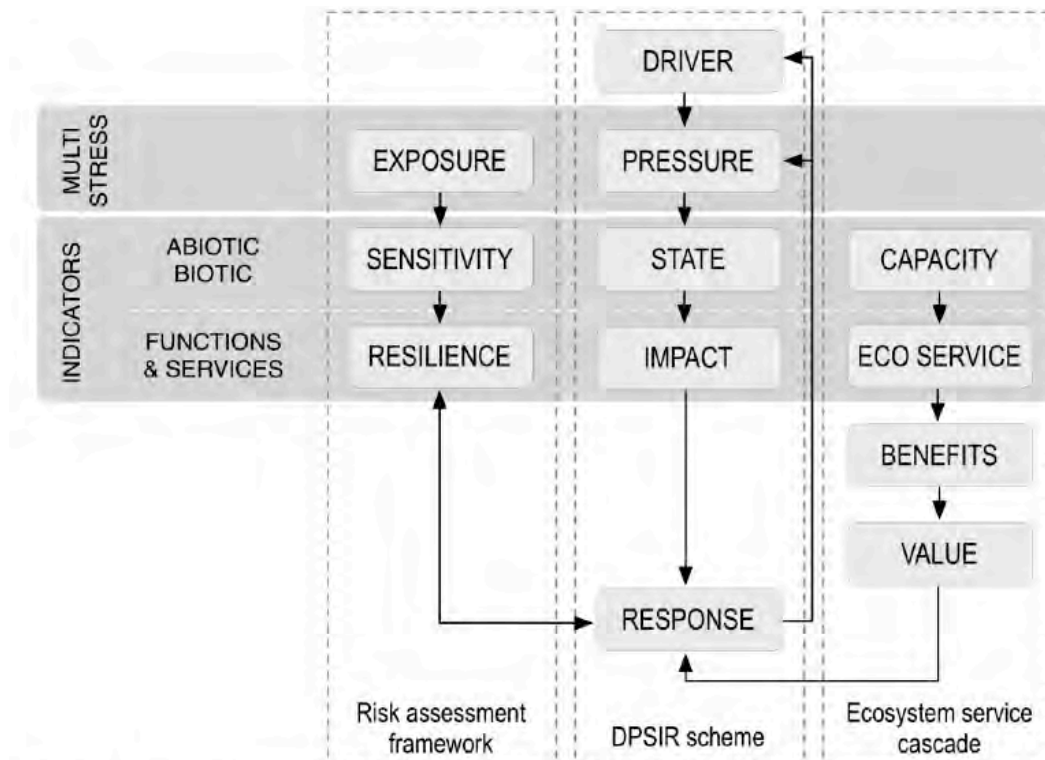 DRIVER
MULTI
STRESS
EXPOSURE
PRESSURE
INDICATORS
ABIOTIC
BIOTIC
SENSITIVITY
STATE
CAPACITY
FUNCTIONS
& SERVICES
RESILIENCE
IMPACT
ECO SERVICE
BENEFITS
VALUE
RESPONSE
Risk assessment
framework
DPSIR scheme
Ecosystem service
cascade